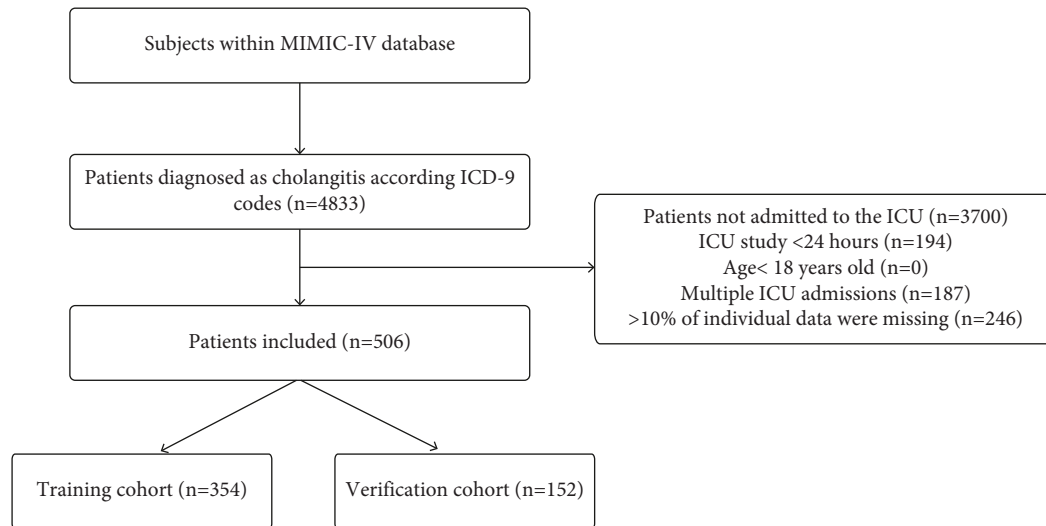 Subjects within MIMIC-IV database
Patients diagnosed as cholangitis according ICD-9
codes (n=4833)
Patients not admitted to the ICU (n=3700)
ICU study <24 hours (n=194)
Age< 18 years old (n=0)
Multiple ICU admissions (n=187)
>10% of individual data were missing (n=246)
Patients included (n=506)
Training cohort (n=354)
Verification cohort (n=152)